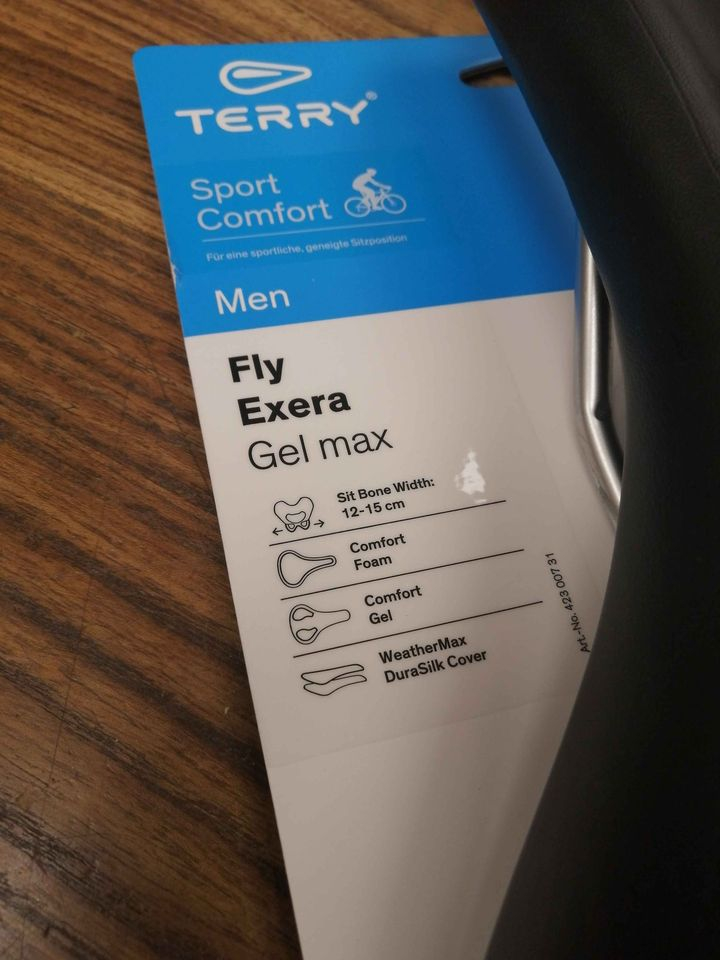 TERRY®
Sport
Comfort
Für eine sportliche, geneigte Sitzposition
Men
Fly
Exera
Gel max
Sit Bone Width:
12-15 cm
Comfort
Foam
Comfort
Gel
WeatherMax
DuraSilk Cover
Art-No. 423 007 31